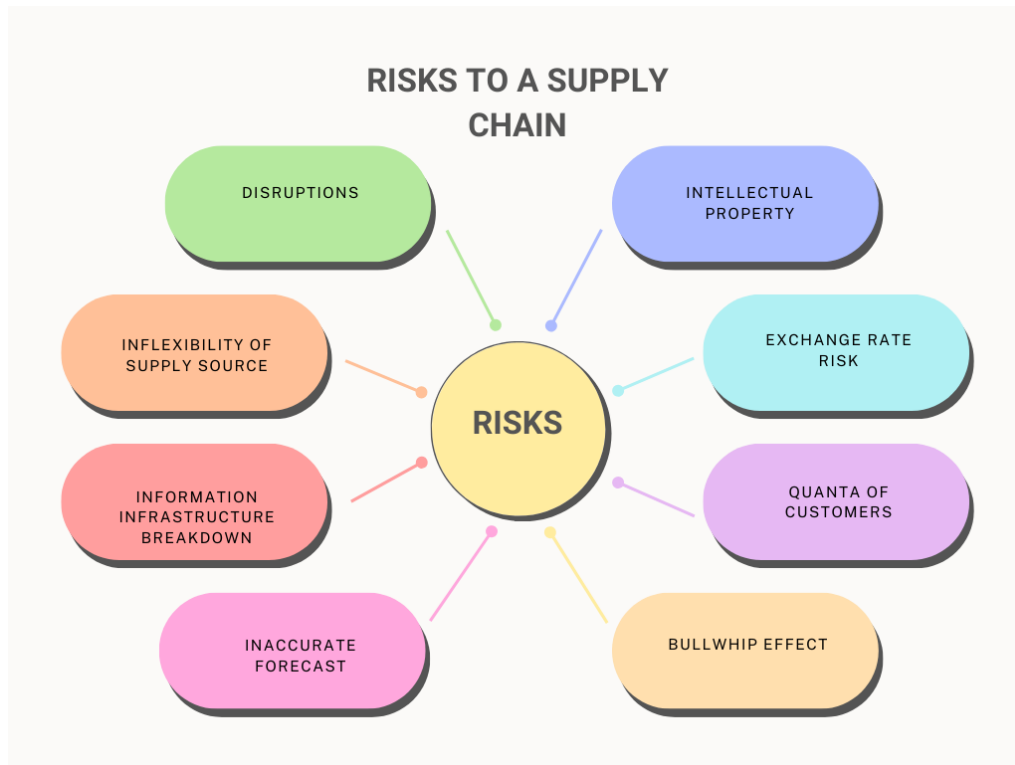 RISKS TO A SUPPLY
CHAIN
DISRUPTIONS
INTELLECTUAL
PROPERTY
INFLEXIBILITY OF
SUPPLY SOURCE
EXCHANGE RATE
RISK
RISKS
INFORMATION
INFRASTRUCTURE
BREAKDOWN
QUANTA OF
CUSTOMERS
INACCURATE
FORECAST
BULLWHIP EFFECT